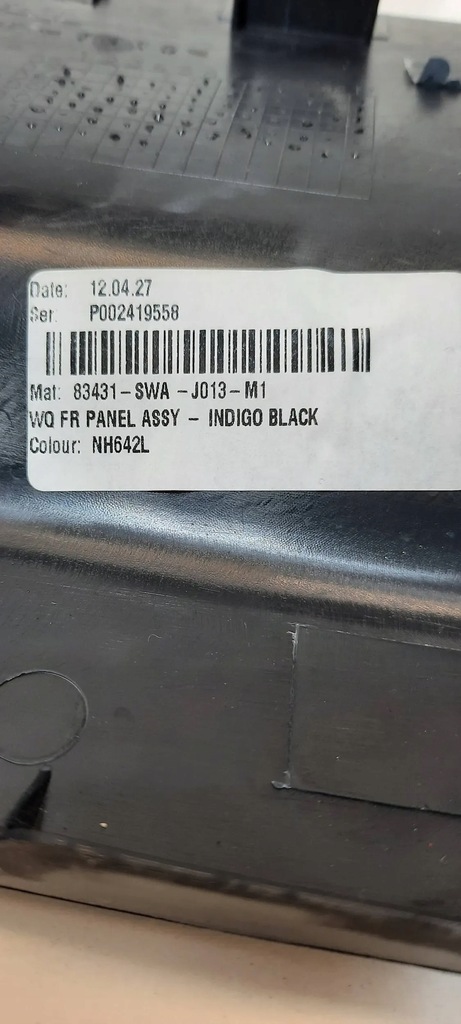 Date: 12.04.27
Ser: P002419558
Mat: 83431-SWA -J013-M1
WQ FR PANEL ASSY - INDIGO BLACK
Colour: NH642L